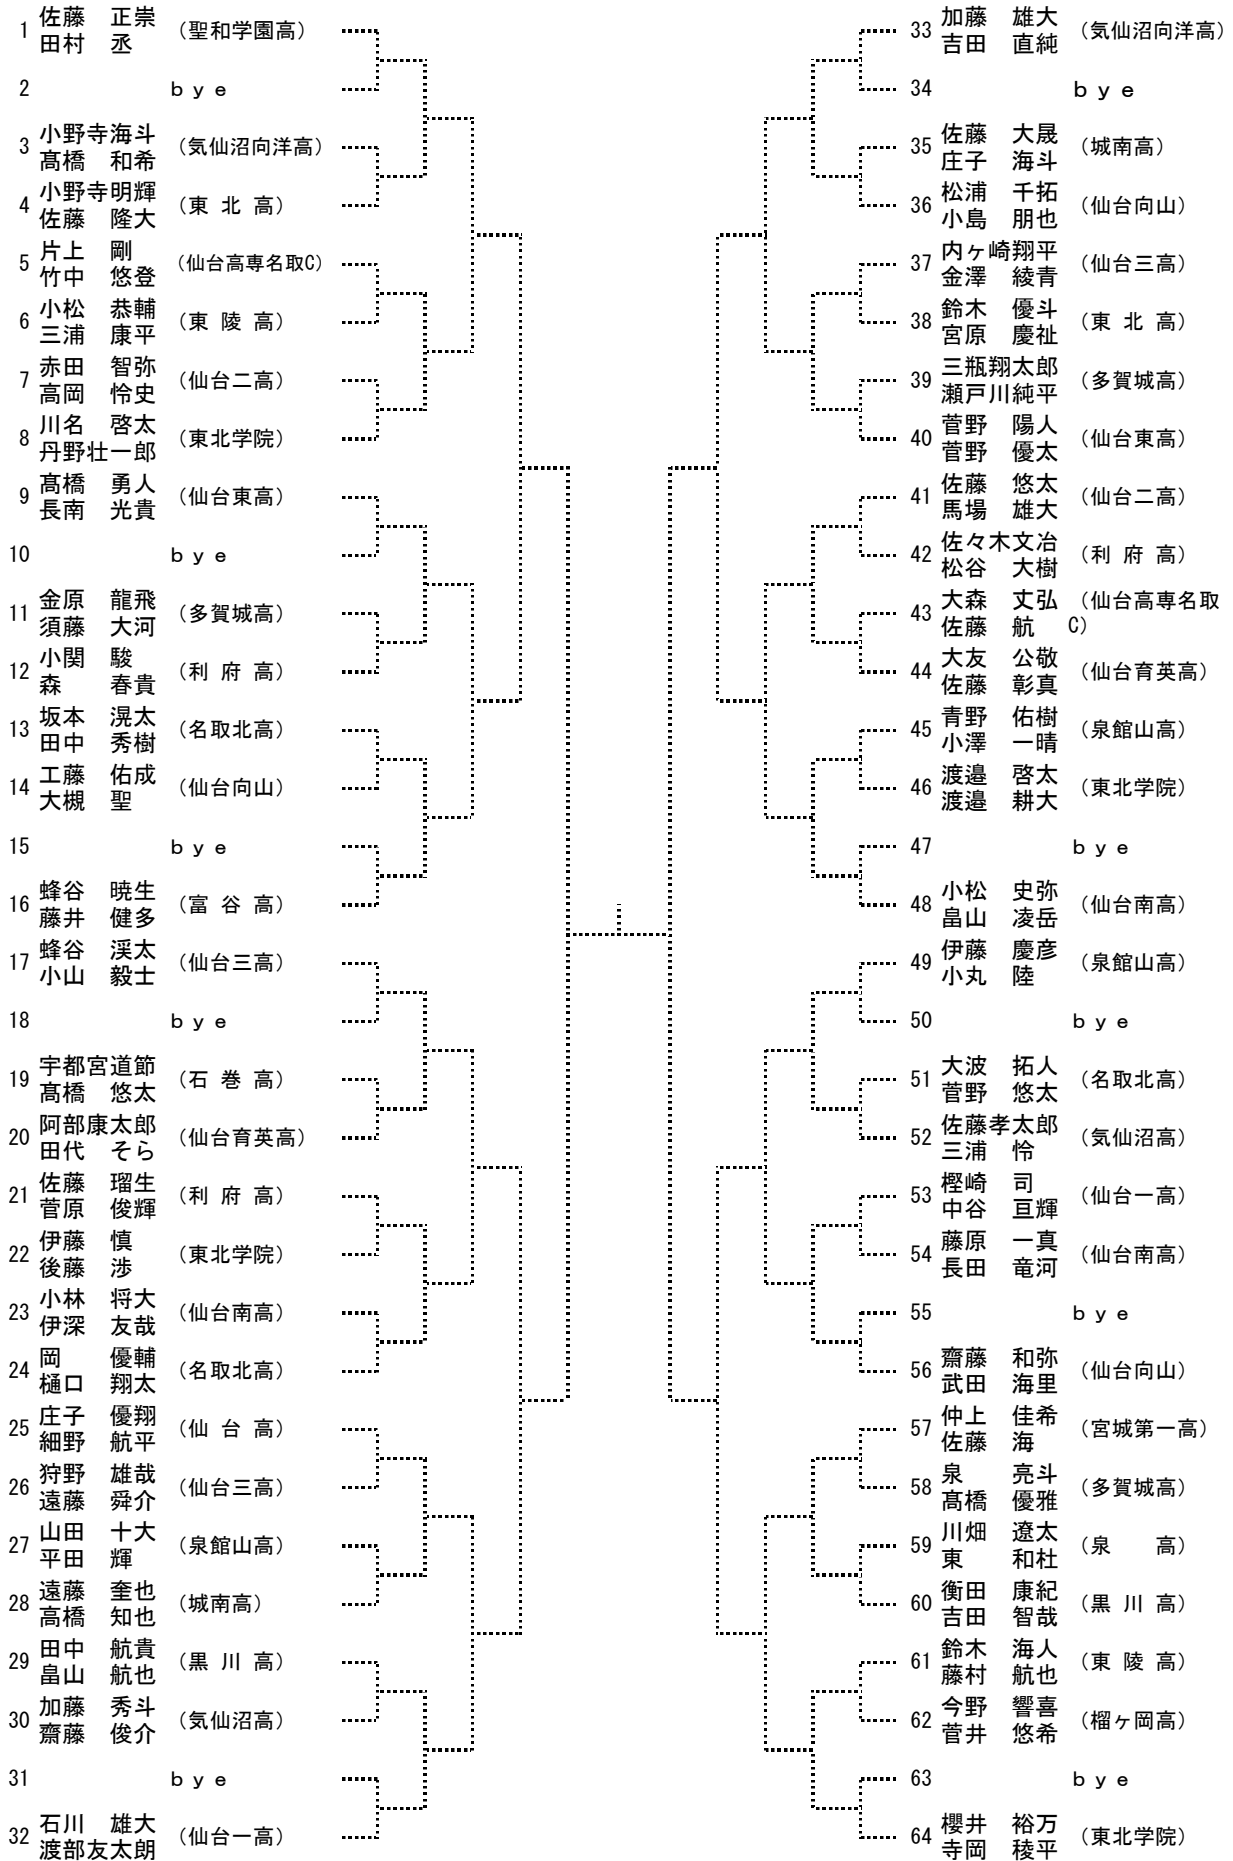 佐藤　正崇
1 （聖和学園高）
田村　丞
2 ｂｙｅ
小野寺海斗
3 （気仙沼向洋高）
髙橋　和希
小野寺明輝
4 （東 北 高）
佐藤　隆大
片上　剛
5 （仙台高専名取C）
竹中　悠登
小松　恭輔
6 （東 陵 高）
三浦　康平
赤田　智弥
7 （仙台二高）
高岡　怜史
川名　啓太
8 （東北学院）
丹野壮一郎
髙橋　勇人
9 （仙台東高）
長南　光貴
10 ｂｙｅ
金原　龍飛
11 （多賀城高）
須藤　大河
小関　駿
12 （利 府 高）
森　　春貴
坂本　滉太
13 （名取北高）
田中　秀樹
工藤　佑成
14 （仙台向山）
大槻　聖
15 ｂｙｅ
蜂谷　暁生
16 （富 谷 高）
藤井　健多
蜂谷　渓太
17 （仙台三高）
小山　毅士
18 ｂｙｅ
宇都宮道節
19 （石 巻 高）
髙橋　悠太
阿部康太郎
20 （仙台育英高）
田代　そら
佐藤　瑠生
21 （利 府 高）
菅原　俊輝
伊藤　慎
22 （東北学院）
後藤　渉
小林　将大
23 （仙台南高）
伊深　友哉
岡　　優輔
24 （名取北高）
樋口　翔太
庄子　優翔
25 （仙 台 高）
細野　航平
狩野　雄哉
26 （仙台三高）
遠藤　舜介
山田　十大
27 （泉館山高）
平田　輝
遠藤　奎也
28 （城南高）
高橋　知也
田中　航貴
29 （黒 川 高）
畠山　航也
加藤　秀斗
30 （気仙沼高）
齋藤　俊介
31 ｂｙｅ
石川　雄大
32 （仙台一高）
渡部友太朗
加藤　雄大
33 （気仙沼向洋高）
吉田　直純
34 ｂｙｅ
佐藤　大晟
35 （城南高）
庄子　海斗
松浦　千拓
36 （仙台向山）
小島　朋也
内ヶ崎翔平
37 （仙台三高）
金澤　綾青
鈴木　優斗
38 （東 北 高）
宮原　慶祉
三瓶翔太郎
39 （多賀城高）
瀬戸川純平
菅野　陽人
40 （仙台東高）
菅野　優太
佐藤　悠太
41 （仙台二高）
馬場　雄大
佐々木文冶
42 （利 府 高）
松谷　大樹
大森　丈弘 （仙台高専名取
43
佐藤　航 C）
大友　公敬
44 （仙台育英高）
佐藤　彰真
青野　佑樹
45 （泉館山高）
小澤　一晴
渡邉　啓太
46 （東北学院）
渡邉　耕大
47 ｂｙｅ
小松　史弥
48 （仙台南高）
畠山　凌岳
伊藤　慶彦
49 （泉館山高）
小丸　陸
50 ｂｙｅ
大波　拓人
51 （名取北高）
菅野　悠太
佐藤孝太郎
52 （気仙沼高）
三浦　怜
樫崎　司
53 （仙台一高）
中谷　亘輝
藤原　一真
54 （仙台南高）
長田　竜河
55 ｂｙｅ
齋藤　和弥
56 （仙台向山）
武田　海里
仲上　佳希
57 （宮城第一高）
佐藤　海
泉　　亮斗
58 （多賀城高）
髙橋　優雅
川畑　遼太
59 （泉　　高）
東　　和杜
衡田　康紀
60 （黒 川 高）
吉田　智哉
鈴木　海人
61 （東 陵 高）
藤村　航也
今野　響喜
62 （榴ヶ岡高）
菅井　悠希
63 ｂｙｅ
櫻井　裕万
64 （東北学院）
寺岡　稜平